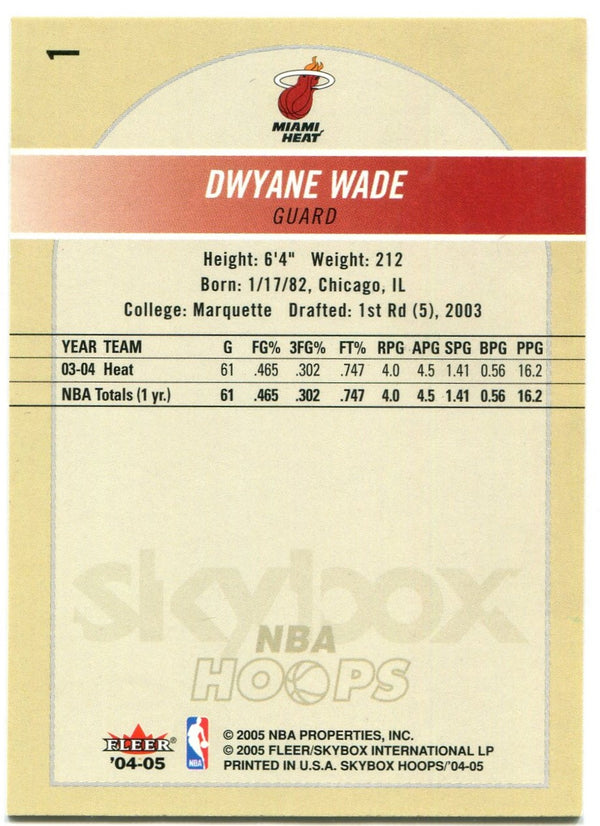 1
MIAMI
HEAT
DWYANE WADE
GUARD
Height: 6'4" Weight: 212
Born: 1/17/82, Chicago, IL
College: Marquette Drafted: 1st Rd (5), 2003
YEAR TEAM G FG% 3FG% FT% RPG APG SPG BPG PPG
03-04 Heat 61 .465 .302 .747 4.0 4.5 1.41 0.56 16.2
NBA Totals (1 yr.) 61 .465 .302 .747 4.0 4.5 1.41 0.56 16.2
skybox
NBA
HOOPS
FLEER®
'04-05
NBA
© 2005 NBA PROPERTIES, INC.
© 2005 FLEER/SKYBOX INTERNATIONAL LP
PRINTED IN U.S.A. SKYBOX HOOPS/'04-05